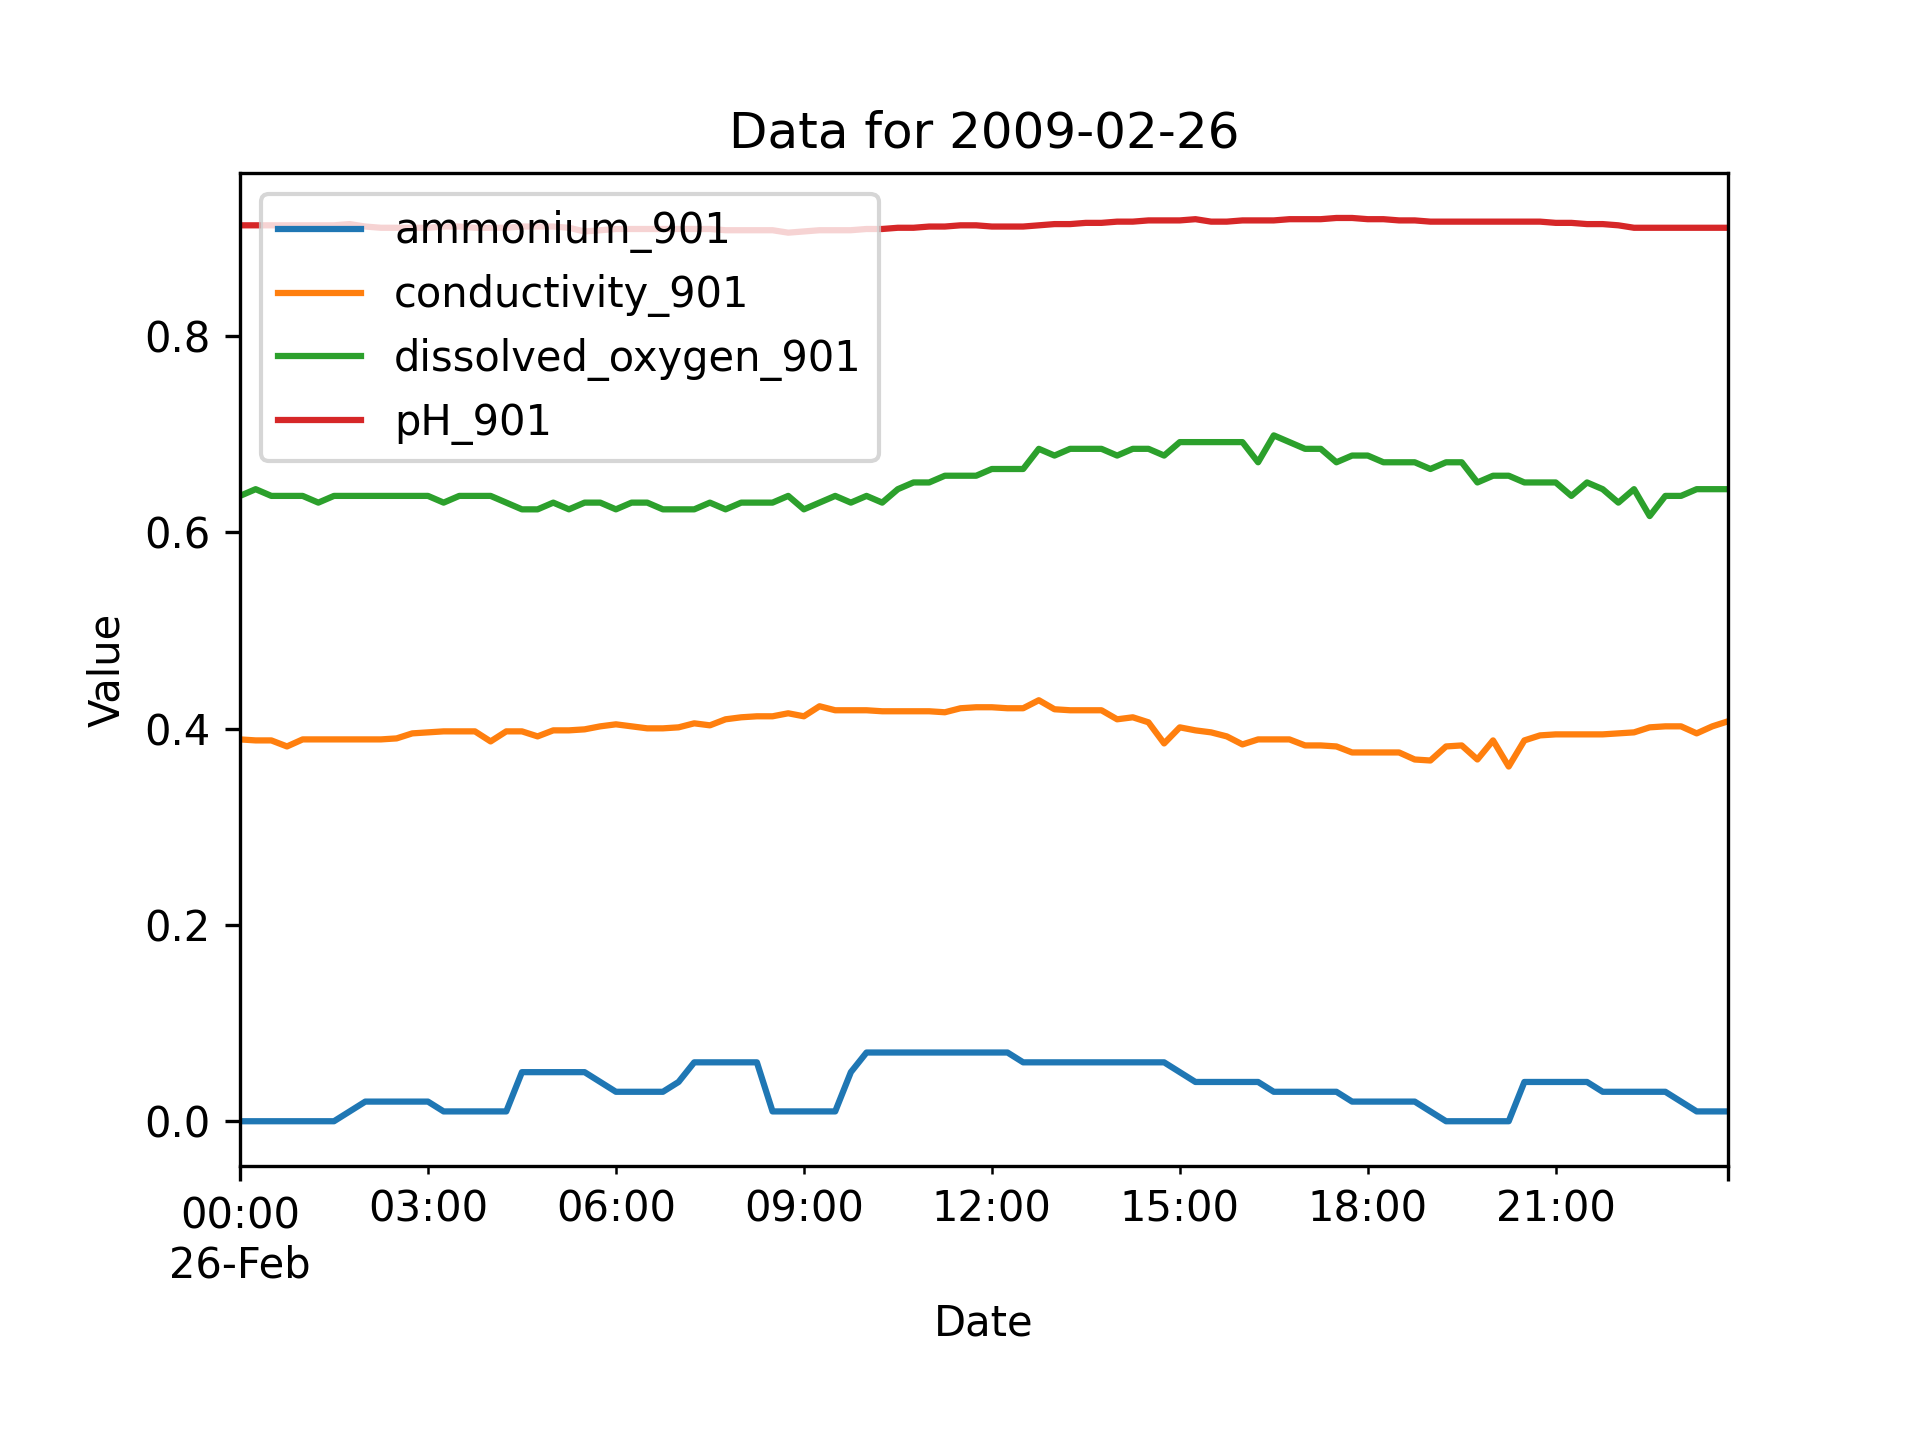 Data for 2009-02-26
ammonium_901
conductivity_901
dissolved_oxygen_901
pH_901
0.8
0.6
0.4
0.2
0.0
Value
00:00 03:00 06:00 09:00 12:00 15:00 18:00 21:00
26-Feb
Date